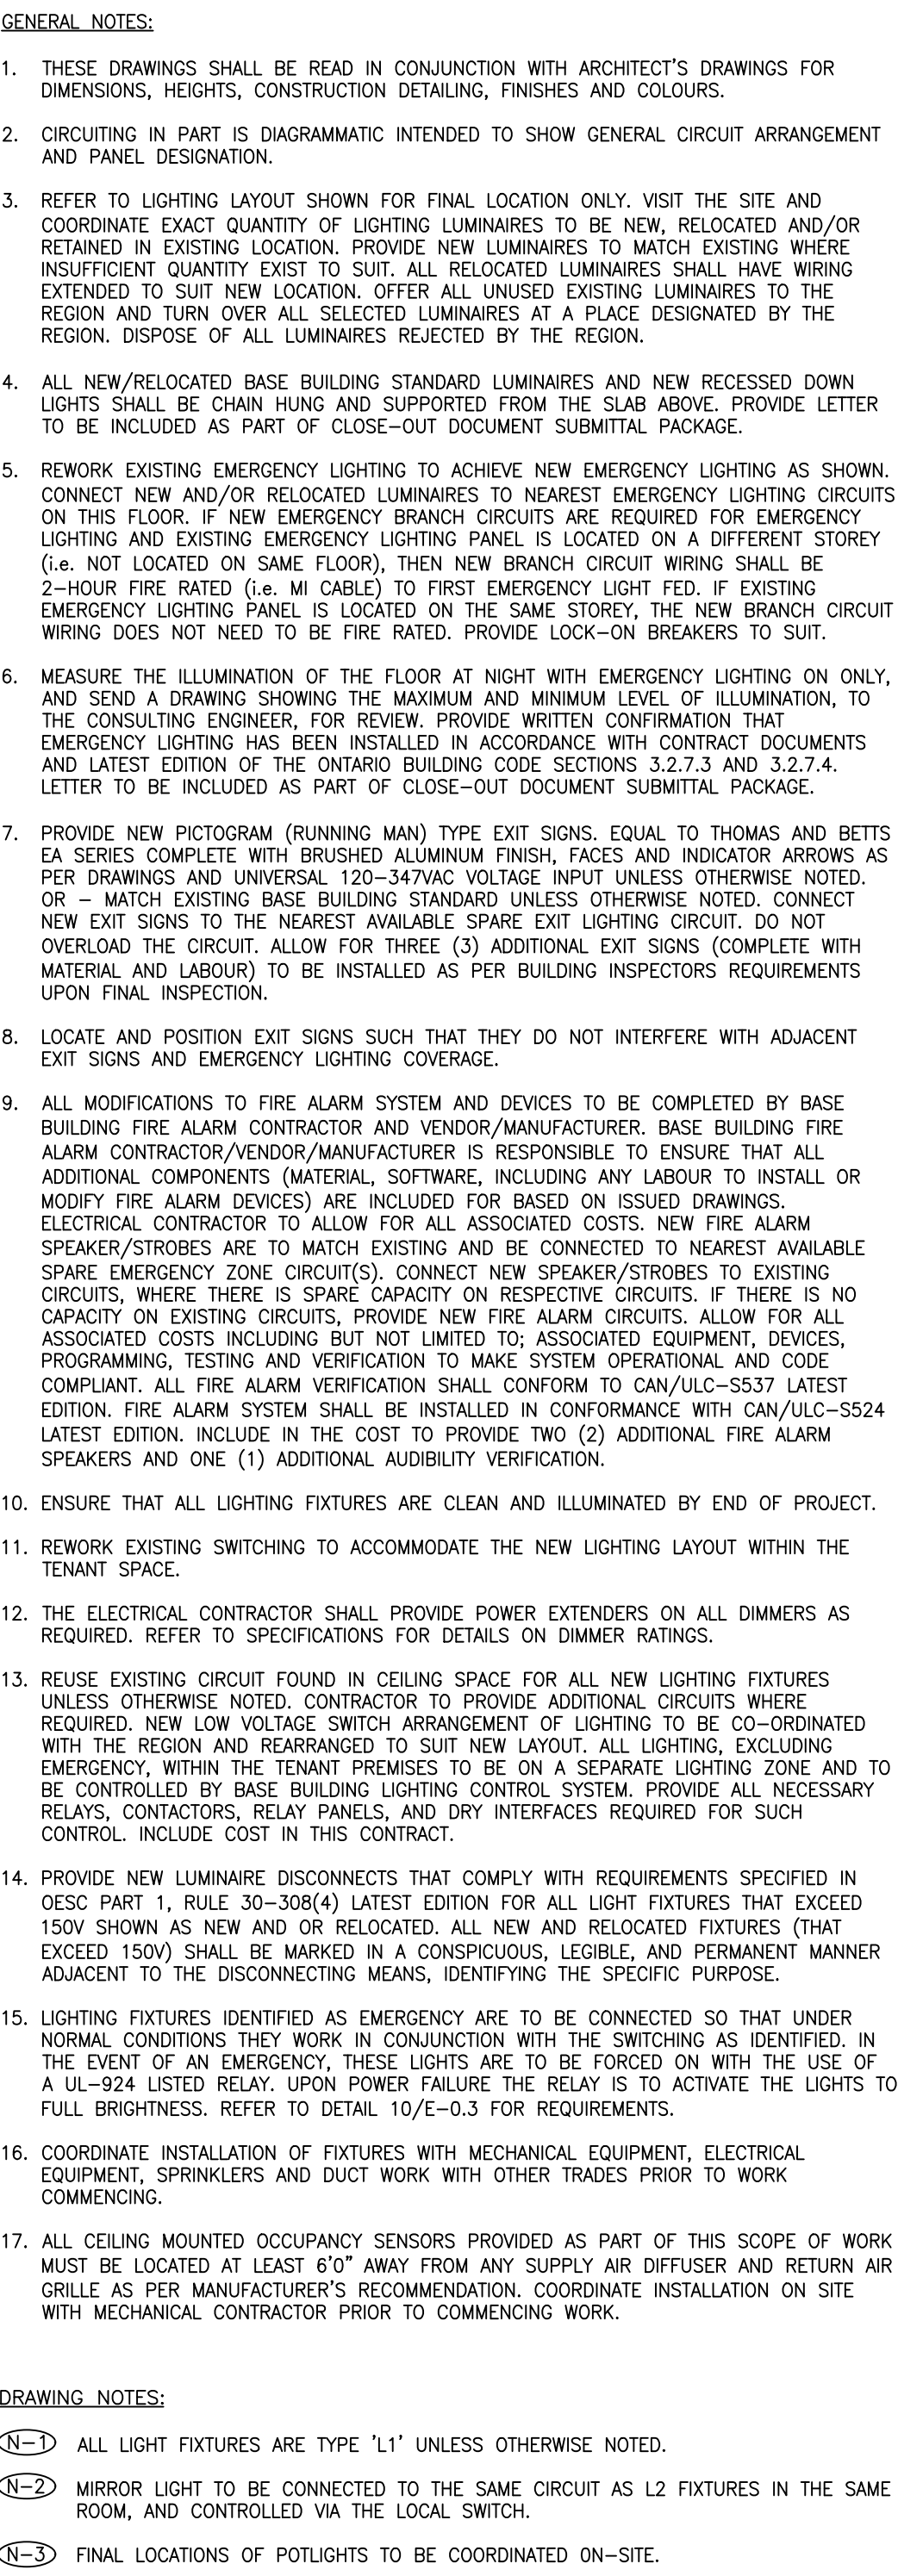 GENERAL NOTES:
1. THESE DRAWINGS SHALL BE READ IN CONJUNCTION WITH ARCHITECT'S DRAWINGS FOR
DIMENSIONS, HEIGHTS, CONSTRUCTION DETAILING, FINISHES AND COLOURS.
2. CIRCUITING IN PART IS DIAGRAMMATIC INTENDED TO SHOW GENERAL CIRCUIT ARRANGEMENT
AND PANEL DESIGNATION.
3. REFER TO LIGHTING LAYOUT SHOWN FOR FINAL LOCATION ONLY. VISIT THE SITE AND
COORDINATE EXACT QUANTITY OF LIGHTING LUMINAIRES TO BE NEW, RELOCATED AND/OR
RETAINED IN EXISTING LOCATION. PROVIDE NEW LUMINAIRES TO MATCH EXISTING WHERE
INSUFFICIENT QUANTITY EXIST TO SUIT. ALL RELOCATED LUMINAIRES SHALL HAVE WIRING
EXTENDED TO SUIT NEW LOCATION. OFFER ALL UNUSED EXISTING LUMINAIRES TO THE
REGION AND TURN OVER ALL SELECTED LUMINAIRES AT A PLACE DESIGNATED BY THE
REGION. DISPOSE OF ALL LUMINAIRES REJECTED BY THE REGION.
4. ALL NEW/RELOCATED BASE BUILDING STANDARD LUMINAIRES AND NEW RECESSED DOWN
LIGHTS SHALL BE CHAIN HUNG AND SUPPORTED FROM THE SLAB ABOVE. PROVIDE LETTER
TO BE INCLUDED AS PART OF CLOSE-OUT DOCUMENT SUBMITTAL PACKAGE.
5. REWORK EXISTING EMERGENCY LIGHTING TO ACHIEVE NEW EMERGENCY LIGHTING AS SHOWN.
CONNECT NEW AND/OR RELOCATED LUMINAIRES TO NEAREST EMERGENCY LIGHTING CIRCUITS
ON THIS FLOOR. IF NEW EMERGENCY BRANCH CIRCUITS ARE REQUIRED FOR EMERGENCY
LIGHTING AND EXISTING EMERGENCY LIGHTING PANEL IS LOCATED ON A DIFFERENT STOREY
(i.e. NOT LOCATED ON SAME FLOOR), THEN NEW BRANCH CIRCUIT WIRING SHALL BE
2-HOUR FIRE RATED (i.e. MI CABLE) TO FIRST EMERGENCY LIGHT FED. IF EXISTING
EMERGENCY LIGHTING PANEL IS LOCATED ON THE SAME STOREY, THE NEW BRANCH CIRCUIT
WIRING DOES NOT NEED TO BE FIRE RATED. PROVIDE LOCK-ON BREAKERS TO SUIT.
6. MEASURE THE ILLUMINATION OF THE FLOOR AT NIGHT WITH EMERGENCY LIGHTING ON ONLY,
AND SEND A DRAWING SHOWING THE MAXIMUM AND MINIMUM LEVEL OF ILLUMINATION, TO
THE CONSULTING ENGINEER, FOR REVIEW. PROVIDE WRITTEN CONFIRMATION THAT
EMERGENCY LIGHTING HAS BEEN INSTALLED IN ACCORDANCE WITH CONTRACT DOCUMENTS
AND LATEST EDITION OF THE ONTARIO BUILDING CODE SECTIONS 3.2.7.3 AND 3.2.7.4.
LETTER TO BE INCLUDED AS PART OF CLOSE-OUT DOCUMENT SUBMITTAL PACKAGE.
7. PROVIDE NEW PICTOGRAM (RUNNING MAN) TYPE EXIT SIGNS. EQUAL TO THOMAS AND BETTS
EA SERIES COMPLETE WITH BRUSHED ALUMINUM FINISH, FACES AND INDICATOR ARROWS AS
PER DRAWINGS AND UNIVERSAL 120-347VAC VOLTAGE INPUT UNLESS OTHERWISE NOTED.
OR - MATCH EXISTING BASE BUILDING STANDARD UNLESS OTHERWISE NOTED. CONNECT
NEW EXIT SIGNS TO THE NEAREST AVAILABLE SPARE EXIT LIGHTING CIRCUIT. DO NOT
OVERLOAD THE CIRCUIT. ALLOW FOR THREE (3) ADDITIONAL EXIT SIGNS (COMPLETE WITH
MATERIAL AND LABOUR) TO BE INSTALLED AS PER BUILDING INSPECTORS REQUIREMENTS
UPON FINAL INSPECTION.
8. LOCATE AND POSITION EXIT SIGNS SUCH THAT THEY DO NOT INTERFERE WITH ADJACENT
EXIT SIGNS AND EMERGENCY LIGHTING COVERAGE.
9. ALL MODIFICATIONS TO FIRE ALARM SYSTEM AND DEVICES TO BE COMPLETED BY BASE
BUILDING FIRE ALARM CONTRACTOR AND VENDOR/MANUFACTURER. BASE BUILDING FIRE
ALARM CONTRACTOR/VENDOR/MANUFACTURER IS RESPONSIBLE TO ENSURE THAT ALL
ADDITIONAL COMPONENTS (MATERIAL, SOFTWARE, INCLUDING ANY LABOUR TO INSTALL OR
MODIFY FIRE ALARM DEVICES) ARE INCLUDED FOR BASED ON ISSUED DRAWINGS.
ELECTRICAL CONTRACTOR TO ALLOW FOR ALL ASSOCIATED COSTS. NEW FIRE ALARM
SPEAKER/STROBES ARE TO MATCH EXISTING AND BE CONNECTED TO NEAREST AVAILABLE
SPARE EMERGENCY ZONE CIRCUIT(S). CONNECT NEW SPEAKER/STROBES TO EXISTING
CIRCUITS, WHERE THERE IS SPARE CAPACITY ON RESPECTIVE CIRCUITS. IF THERE IS NO
CAPACITY ON EXISTING CIRCUITS, PROVIDE NEW FIRE ALARM CIRCUITS. ALLOW FOR ALL
ASSOCIATED COSTS INCLUDING BUT NOT LIMITED TO; ASSOCIATED EQUIPMENT, DEVICES,
PROGRAMMING, TESTING AND VERIFICATION TO MAKE SYSTEM OPERATIONAL AND CODE
COMPLIANT. ALL FIRE ALARM VERIFICATION SHALL CONFORM TO CAN/ULC-S537 LATEST
EDITION. FIRE ALARM SYSTEM SHALL BE INSTALLED IN CONFORMANCE WITH CAN/ULC-S524
LATEST EDITION. INCLUDE IN THE COST TO PROVIDE TWO (2) ADDITIONAL FIRE ALARM
SPEAKERS AND ONE (1) ADDITIONAL AUDIBILITY VERIFICATION.
10. ENSURE THAT ALL LIGHTING FIXTURES ARE CLEAN AND ILLUMINATED BY END OF PROJECT.
11. REWORK EXISTING SWITCHING TO ACCOMMODATE THE NEW LIGHTING LAYOUT WITHIN THE
TENANT SPACE.
12. THE ELECTRICAL CONTRACTOR SHALL PROVIDE POWER EXTENDERS ON ALL DIMMERS AS
REQUIRED. REFER TO SPECIFICATIONS FOR DETAILS ON DIMMER RATINGS.
13. REUSE EXISTING CIRCUIT FOUND IN CEILING SPACE FOR ALL NEW LIGHTING FIXTURES
UNLESS OTHERWISE NOTED. CONTRACTOR TO PROVIDE ADDITIONAL CIRCUITS WHERE
REQUIRED. NEW LOW VOLTAGE SWITCH ARRANGEMENT OF LIGHTING TO BE CO-ORDINATED
WITH THE REGION AND REARRANGED TO SUIT NEW LAYOUT. ALL LIGHTING, EXCLUDING
EMERGENCY, WITHIN THE TENANT PREMISES TO BE ON A SEPARATE LIGHTING ZONE AND TO
BE CONTROLLED BY BASE BUILDING LIGHTING CONTROL SYSTEM. PROVIDE ALL NECESSARY
RELAYS, CONTACTORS, RELAY PANELS, AND DRY INTERFACES REQUIRED FOR SUCH
CONTROL. INCLUDE COST IN THIS CONTRACT.
14. PROVIDE NEW LUMINAIRE DISCONNECTS THAT COMPLY WITH REQUIREMENTS SPECIFIED IN
OESC PART 1, RULE 30-308(4) LATEST EDITION FOR ALL LIGHT FIXTURES THAT EXCEED
150V SHOWN AS NEW AND OR RELOCATED. ALL NEW AND RELOCATED FIXTURES (THAT
EXCEED 150V) SHALL BE MARKED IN A CONSPICUOUS, LEGIBLE, AND PERMANENT MANNER
ADJACENT TO THE DISCONNECTING MEANS, IDENTIFYING THE SPECIFIC PURPOSE.
15. LIGHTING FIXTURES IDENTIFIED AS EMERGENCY ARE TO BE CONNECTED SO THAT UNDER
NORMAL CONDITIONS THEY WORK IN CONJUNCTION WITH THE SWITCHING AS IDENTIFIED. IN
THE EVENT OF AN EMERGENCY, THESE LIGHTS ARE TO BE FORCED ON WITH THE USE OF
A UL-924 LISTED RELAY. UPON POWER FAILURE THE RELAY IS TO ACTIVATE THE LIGHTS TO
FULL BRIGHTNESS. REFER TO DETAIL 10/E-0.3 FOR REQUIREMENTS.
16. COORDINATE INSTALLATION OF FIXTURES WITH MECHANICAL EQUIPMENT, ELECTRICAL
EQUIPMENT, SPRINKLERS AND DUCT WORK WITH OTHER TRADES PRIOR TO WORK
COMMENCING.
17. ALL CEILING MOUNTED OCCUPANCY SENSORS PROVIDED AS PART OF THIS SCOPE OF WORK
MUST BE LOCATED AT LEAST 6'0" AWAY FROM ANY SUPPLY AIR DIFFUSER AND RETURN AIR
GRILLE AS PER MANUFACTURER'S RECOMMENDATION. COORDINATE INSTALLATION ON SITE
WITH MECHANICAL CONTRACTOR PRIOR TO COMMENCING WORK.
DRAWING NOTES:
N-1 ALL LIGHT FIXTURES ARE TYPE 'L1' UNLESS OTHERWISE NOTED.
N-2 MIRROR LIGHT TO BE CONNECTED TO THE SAME CIRCUIT AS L2 FIXTURES IN THE SAME
ROOM, AND CONTROLLED VIA THE LOCAL SWITCH.
N-3 FINAL LOCATIONS OF POTLIGHTS TO BE COORDINATED ON-SITE.